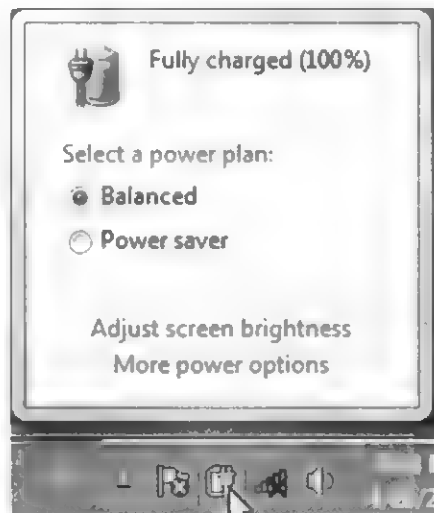 Fully charged (100%)
Select a power plan:
Balanced
Power saver
Adjust screen brightness
More power options